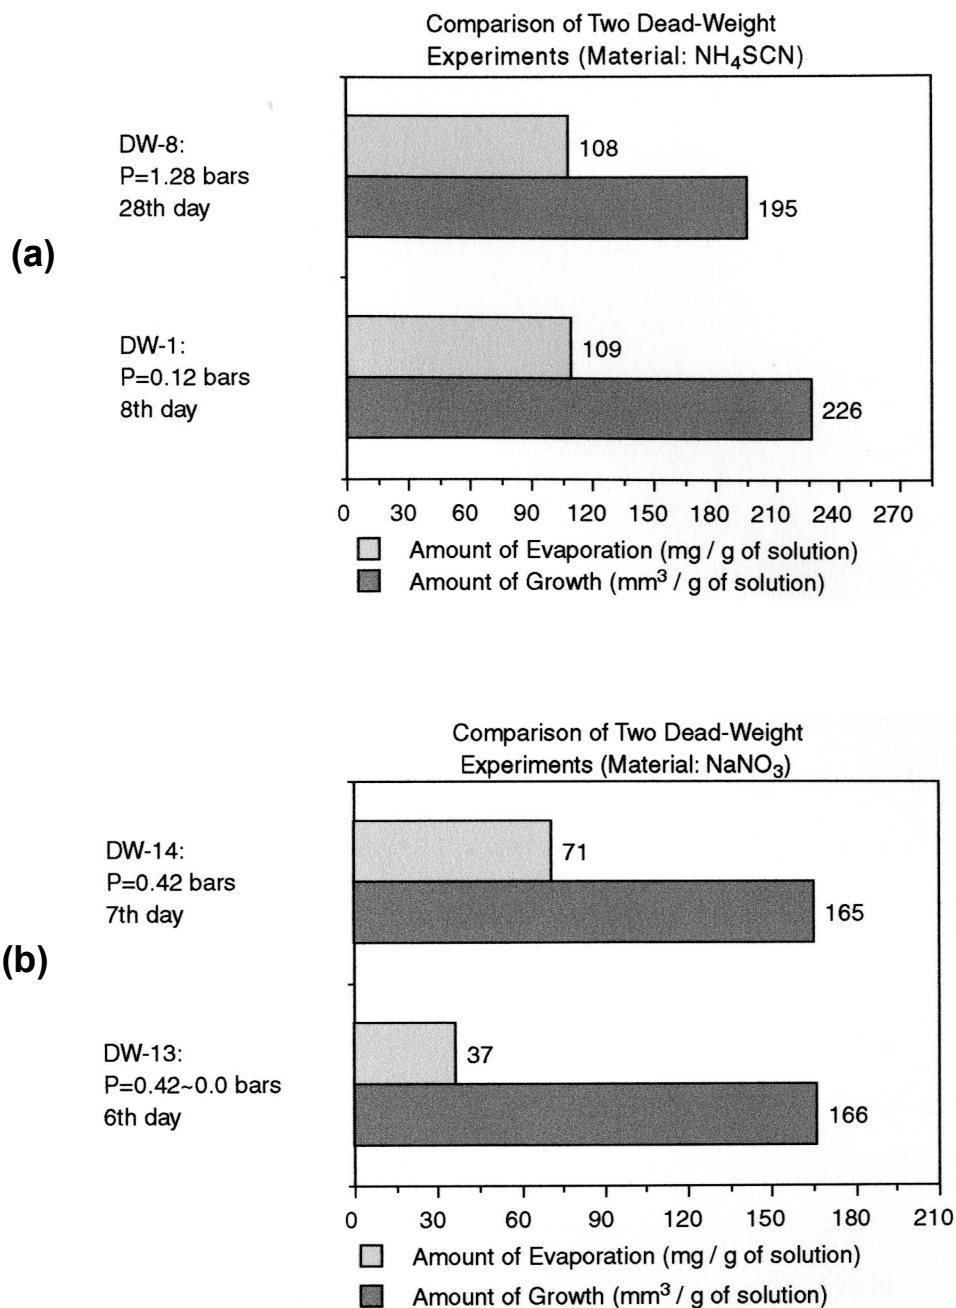 Comparison of Two Dead-Weight
Experiments (Material: NH₄SCN)
(a)
DW-8:
P=1.28 bars
28th day
108
195
DW-1:
P=0.12 bars
8th day
109
226
0 30 60 90 120 150 180 210 240 270
Amount of Evaporation (mg / g of solution)
Amount of Growth (mm³ / g of solution)
Comparison of Two Dead-Weight
Experiments (Material: NaNO₃)
(b)
DW-14:
P=0.42 bars
7th day
71
165
DW-13:
P=0.42~0.0 bars
6th day
37
166
0 30 60 90 120 150 180 210
Amount of Evaporation (mg / g of solution)
Amount of Growth (mm³ / g of solution)